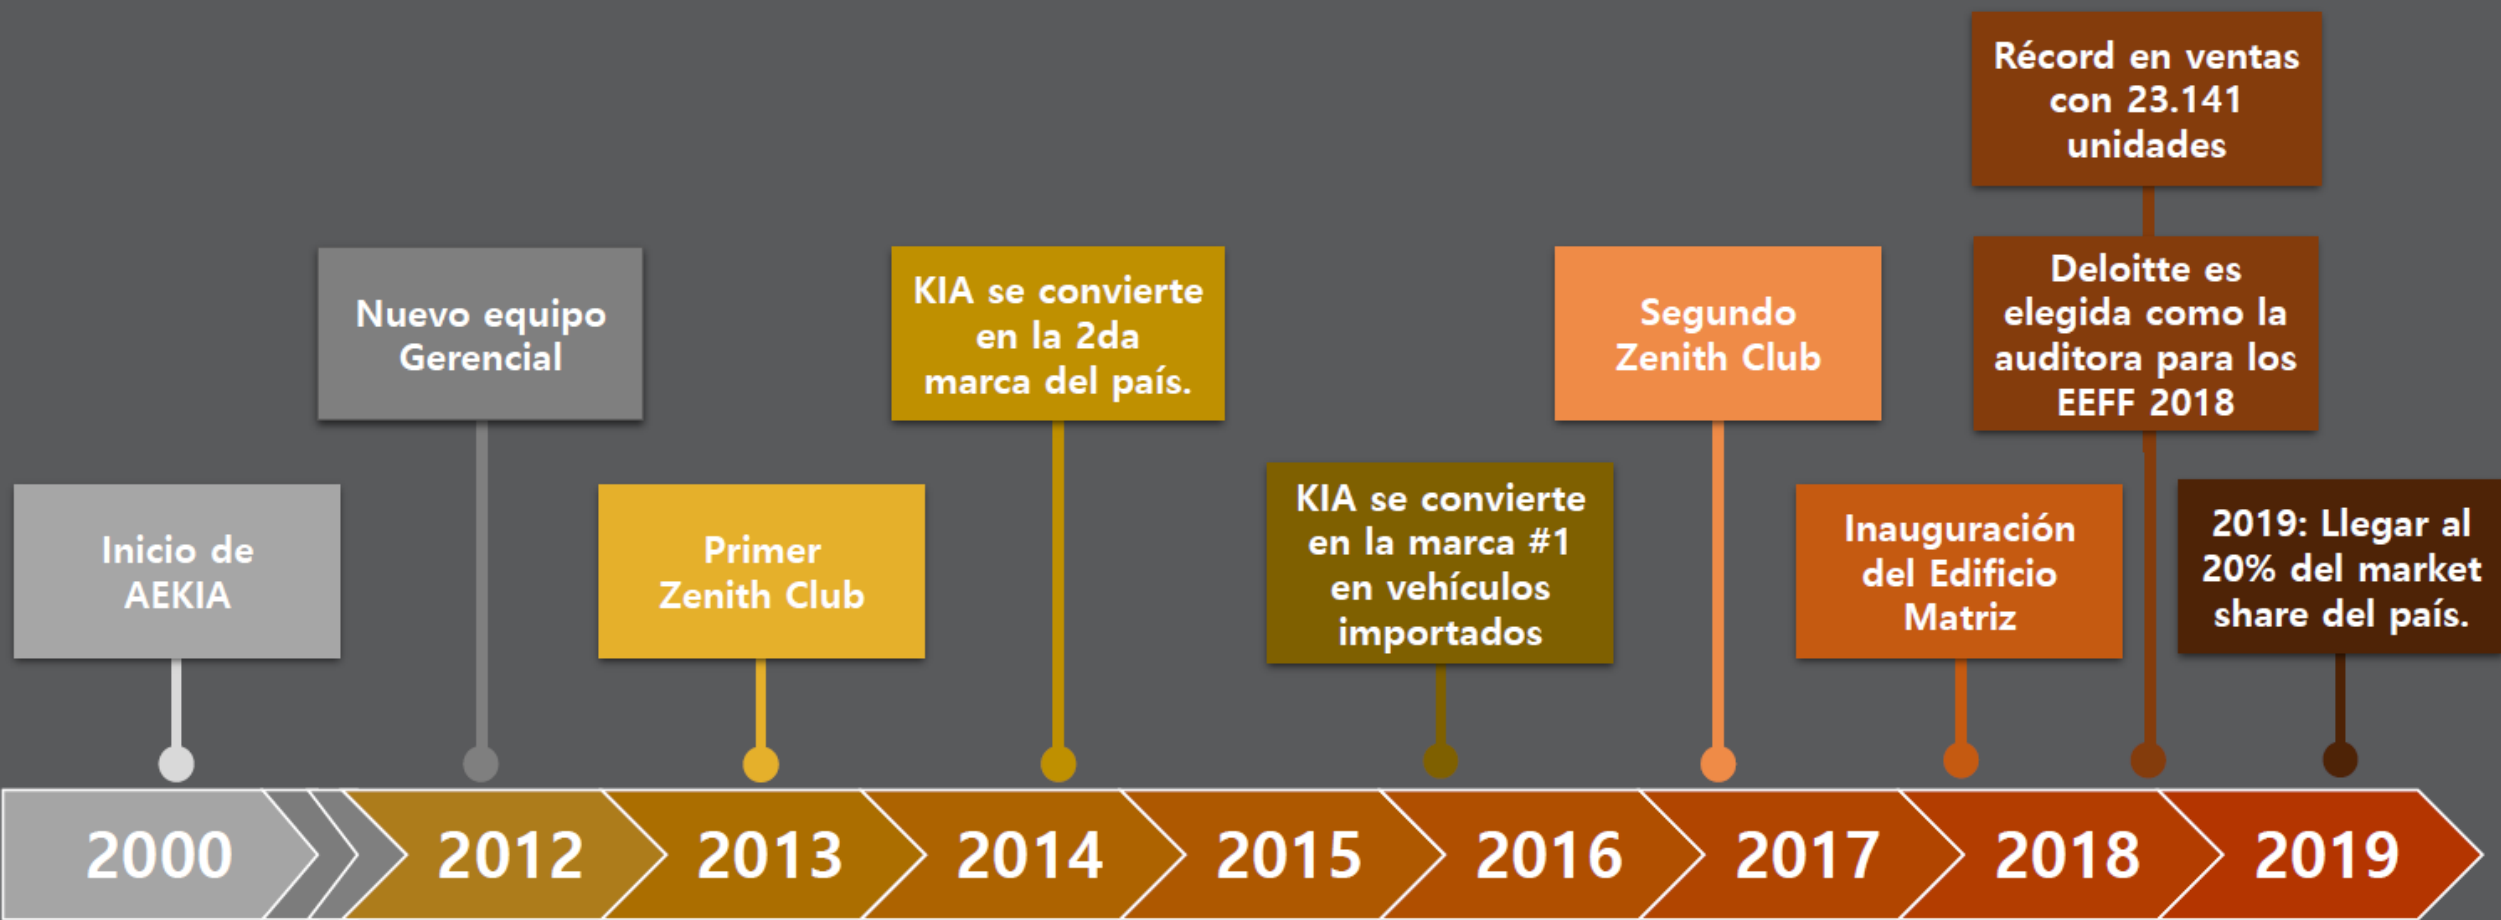 Récord en ventas
con 23.141
unidades
Nuevo equipo
Gerencial
KIA se convierte
en la 2da
marca del país.
Segundo
Zenith Club
Deloitte es
elegida como la
auditora para los
EEFF 2018
Inicio de
AEKIA
Primer
Zenith Club
KIA se convierte
en la marca #1
en vehículos
importados
Inauguración
del Edificio
Matriz
2019: Llegar al
20% del market
share del país.
2000
2012
2013
2014
2015
2016
2017
2018
2019